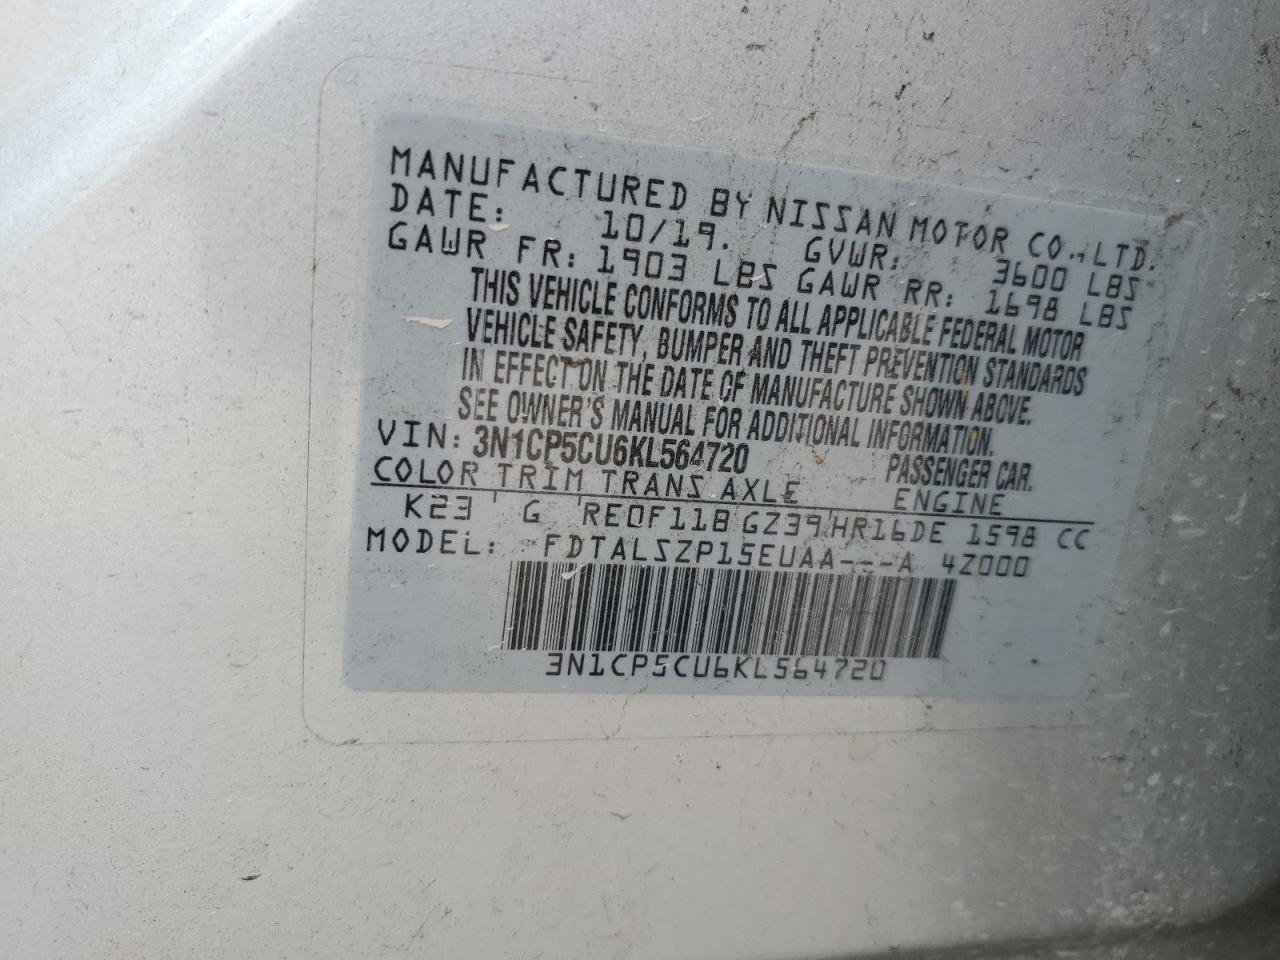 MANUFACTURED BY NISSAN MOTOR CO.,LTD.
DATE: 10/19. GVWR: 3600 LBS
GAWR FR: 1903 LBS GAWR RR: 1698 LBS
THIS VEHICLE CONFORMS TO ALL APPLICABLE FEDERAL MOTOR
VEHICLE SAFETY, BUMPER AND THEFT PREVENTION STANDARDS
IN EFFECT ON THE DATE OF MANUFACTURE SHOWN ABOVE.
SEE OWNER'S MANUAL FOR ADDITIONAL INFORMATION.
VIN: 3N1CP5CU6KL564720 PASSENGER CAR.
COLOR TRIM TRANS AXLE ENGINE
K23 G RE0F11B GZ39 HR16DE 1598 CC
MODEL: FDTALSZP15EUAA---A 4Z000
3N1CP5CU6KL564720